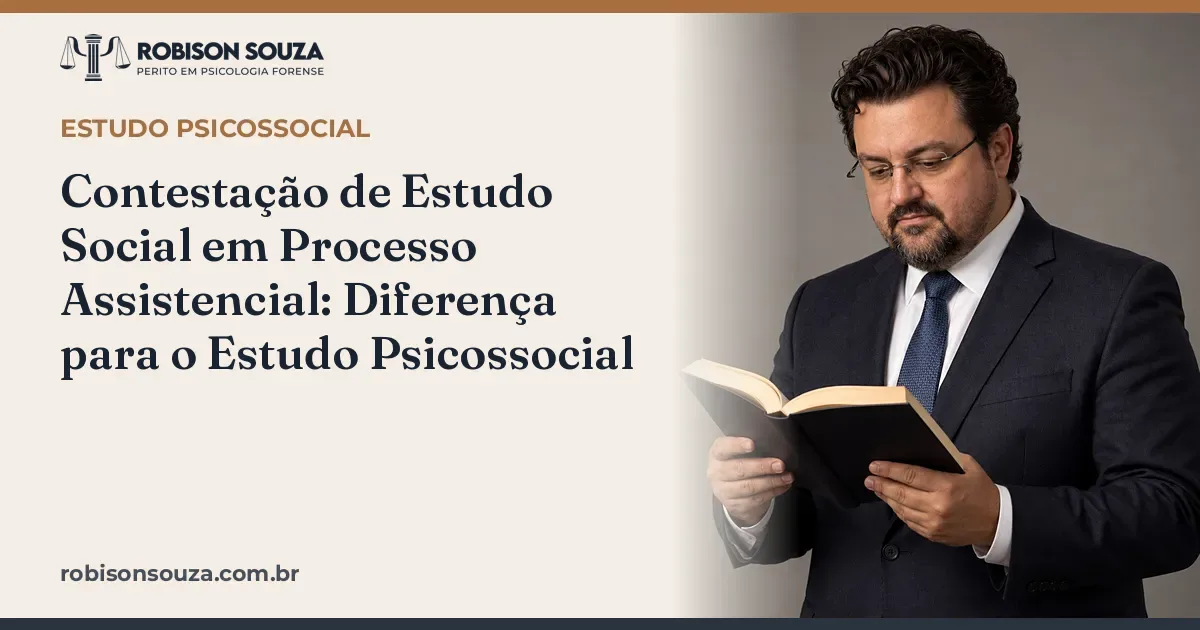 ROBISON SOUZA
PERITO EM PSICOLOGIA FORENSE
ESTUDO PSICOSSOCIAL
Contestação de Estudo
Social em Processo
Assistencial: Diferença
para o Estudo Psicossocial
robisonsouza.com.br